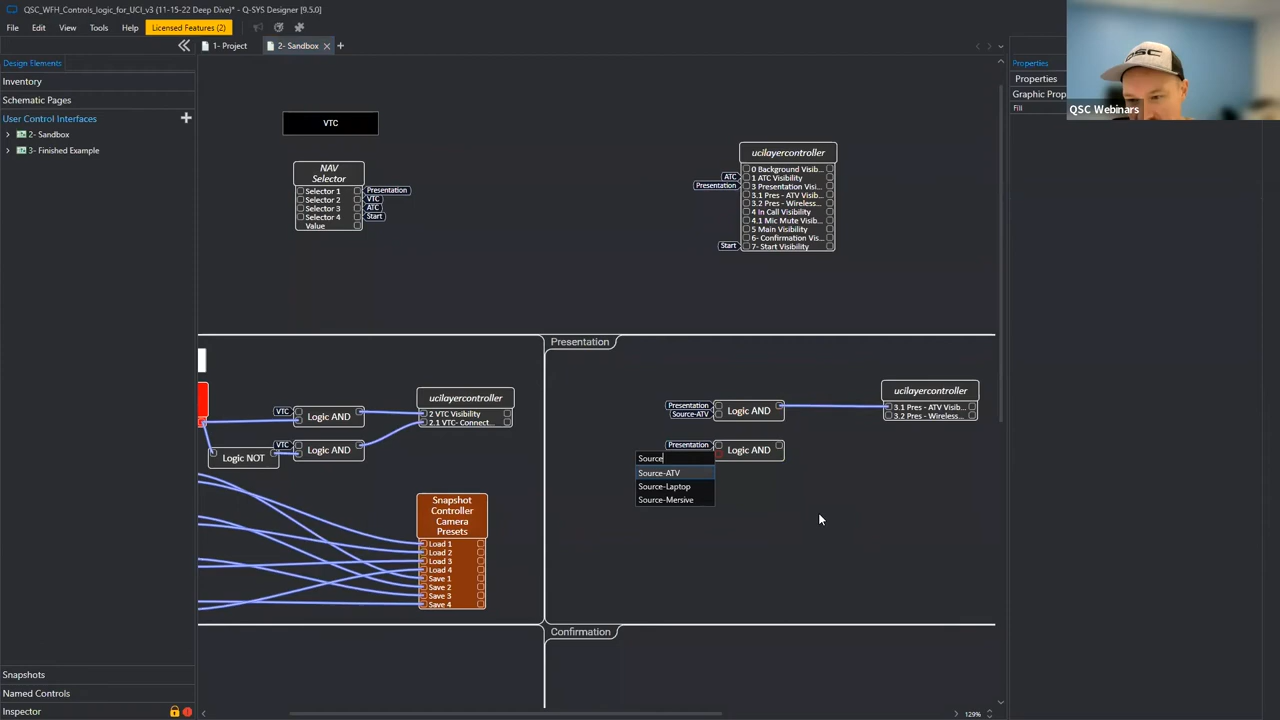 QSC_WFH_Controls_logic_for_UCI_v3 (11-15-22 Deep Dive)* - Q-SYS Designer [9.5.0]
File Edit View Tools Help Licensed Features (2)
1- Project
2- Sandbox
Design Elements
Inventory
Schematic Pages
User Control Interfaces
2- Sandbox
3- Finished Example
Snapshots
Named Controls
Inspector
VTC
NAV
Selector
Selector 1
Selector 2
Selector 3
Selector 4
Value
Presentation
VTC
ATC
Start
ATC
Presentation
Start
ucilayercontroller
0 Background Visib...
1 ATC Visibility
3 Presentation Visi...
3.1 Pres - ATV Visib...
3.2 Pres - Wireless...
4 In Call Visibility
4.1 Mic Mute Visib...
5 Main Visibility
6- Confirmation Vis...
7- Start Visibility
VTC
Logic AND
VTC
Logic AND
Logic NOT
ucilayercontroller
2 VTC Visibility
2.1 VTC- Connect...
Snapshot
Controller
Camera
Presets
Load 1
Load 2
Load 3
Load 4
Save 1
Save 2
Save 3
Save 4
Presentation
Presentation
Source-ATV
Logic AND
Presentation
Logic AND
Source
Source-ATV
Source-Laptop
Source-Mersive
ucilayercontroller
3.1 Pres - ATV Visib...
3.2 Pres - Wireless...
Confirmation
129%
Properties
Properties
Graphic Prop
Fill
QSC
QSC Webinars